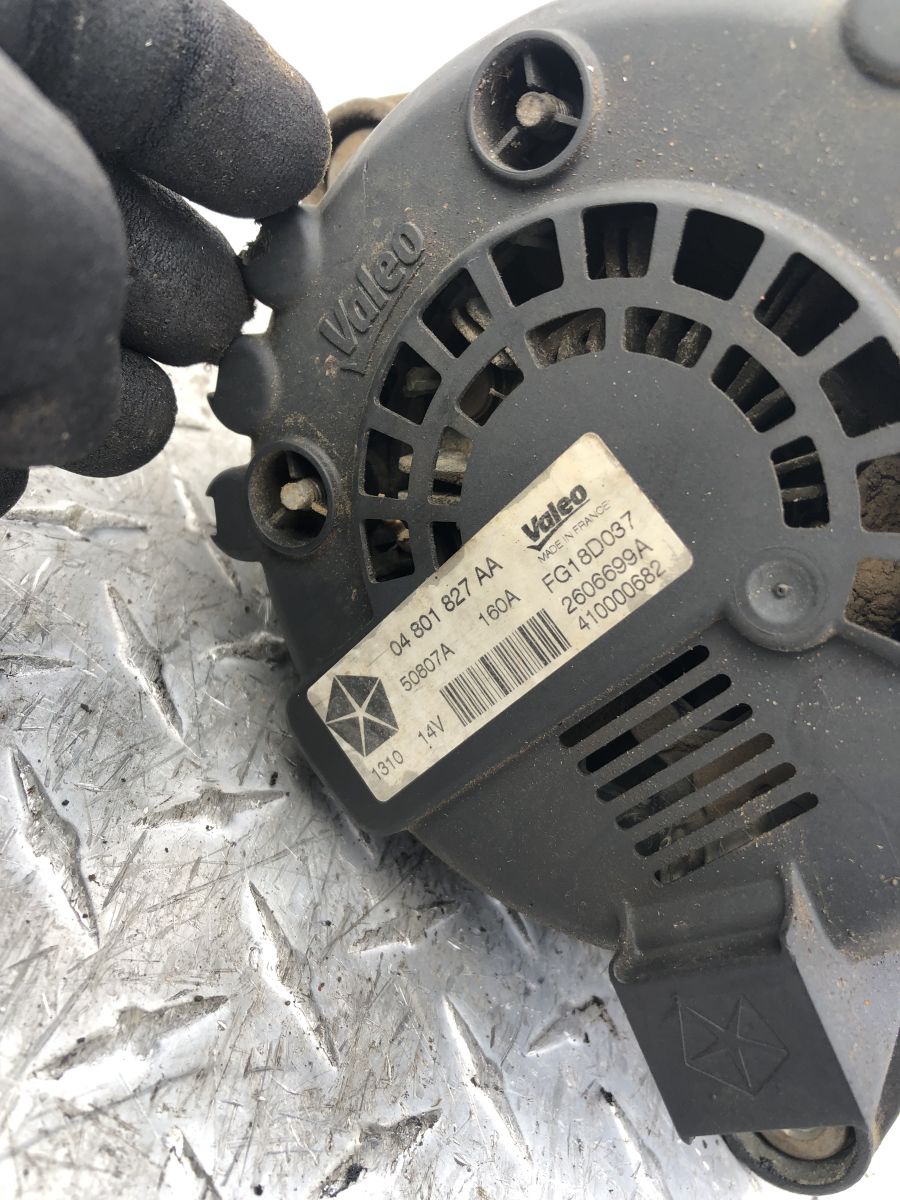 Valeo
Valeo
MADE IN FRANCE
04 801 827 AA
50807A 160A FG18D037
2606699A
1310 14V 410000682